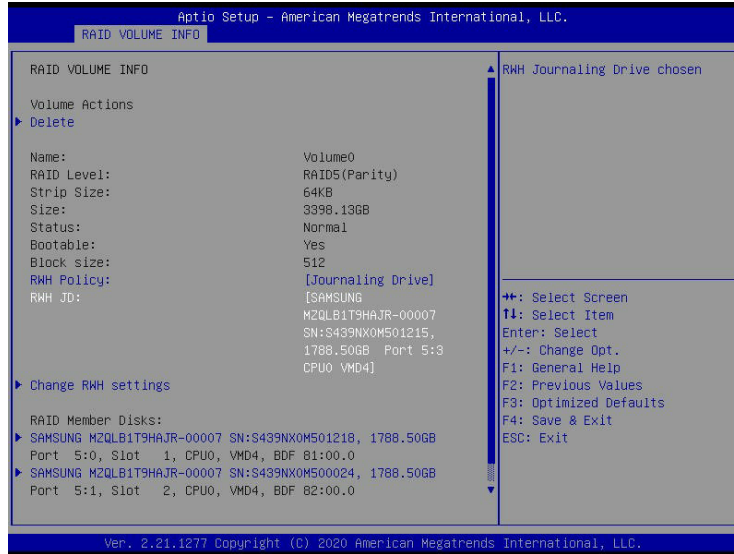 Aptio Setup – American Megatrends International, LLC.
RAID VOLUME INFO
RAID VOLUME INFO
Volume Actions
Delete
Name: Volume0
RAID Level: RAID5(Parity)
Strip Size: 64KB
Size: 3398.13GB
Status: Normal
Bootable: Yes
Block size: 512
RWH Policy: [Journaling Drive]
RWH JD: [SAMSUNG
MZQLB1T9HAJR-00007
SN:S439NX0M501215,
1788.50GB Port 5:3
CPU0 VMD4]
Change RWH settings
RAID Member Disks:
SAMSUNG MZQLB1T9HAJR-00007 SN:S439NX0M501218, 1788.50GB
Port 5:0, Slot 1, CPU0, VMD4, BDF 81:00.0
SAMSUNG MZQLB1T9HAJR-00007 SN:S439NX0M500024, 1788.50GB
Port 5:1, Slot 2, CPU0, VMD4, BDF 82:00.0
RWH Journaling Drive chosen
→←: Select Screen
↑↓: Select Item
Enter: Select
+/-: Change Opt.
F1: General Help
F2: Previous Values
F3: Optimized Defaults
F4: Save & Exit
ESC: Exit
Ver. 2.21.1277 Copyright (C) 2020 American Megatrends International, LLC.